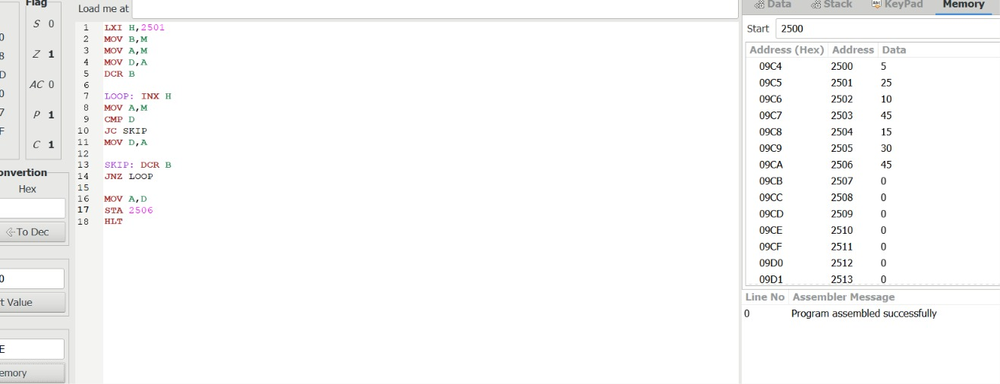 Flag
S 0
Z 1
AC 0
P 1
C 1
0
8
D
0
7
F
onvertion
Hex
To Dec
0
t Value
E
emory
Load me at
1 LXI H,2501
2 MOV B,M
3 MOV A,M
4 MOV D,A
5 DCR B
6
7 LOOP: INX H
8 MOV A,M
9 CMP D
10 JC SKIP
11 MOV D,A
12
13 SKIP: DCR B
14 JNZ LOOP
15
16 MOV A,D
17 STA 2506
18 HLT
Data Stack KeyPad Memory
Start 2500
Address (Hex) Address Data
09C4 2500 5
09C5 2501 25
09C6 2502 10
09C7 2503 45
09C8 2504 15
09C9 2505 30
09CA 2506 45
09CB 2507 0
09CC 2508 0
09CD 2509 0
09CE 2510 0
09CF 2511 0
09D0 2512 0
09D1 2513 0
Line No Assembler Message
0 Program assembled successfully